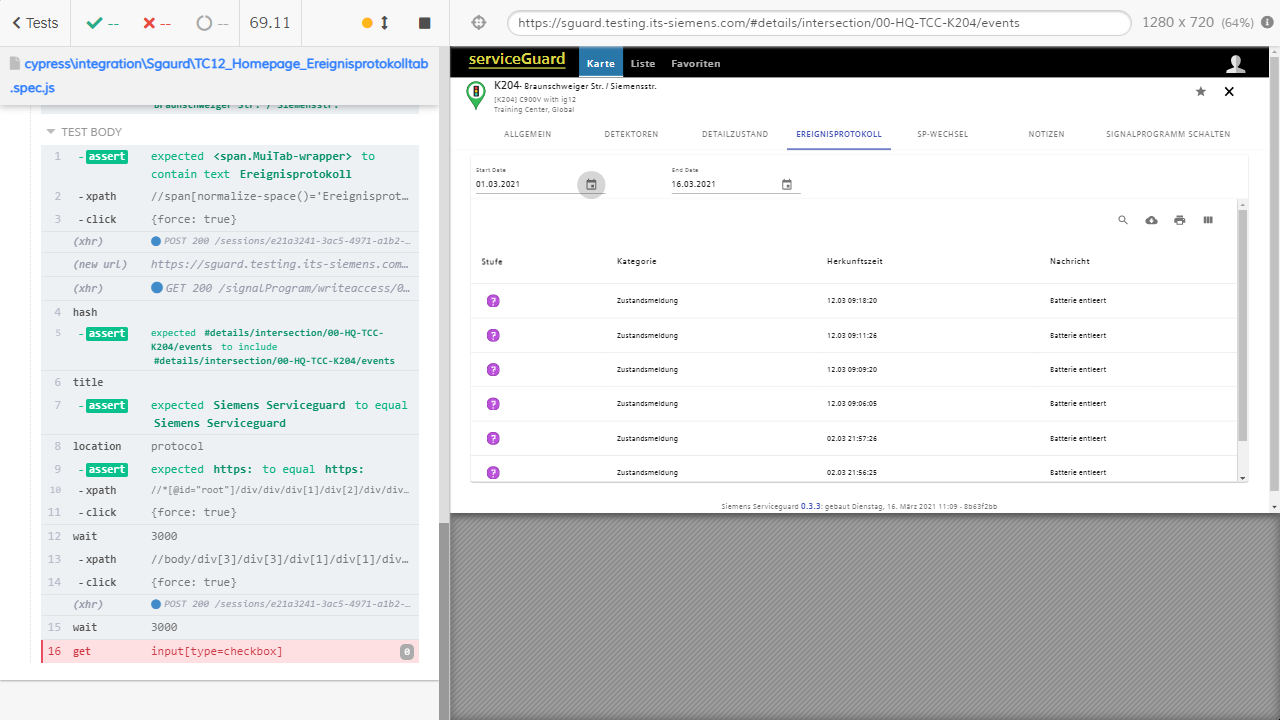 Tests
--
--
--
69.11
https://sguard.testing.its-siemens.com/#details/intersection/00-HQ-TCC-K204/events
1280 x 720 (64%)
cypress\integration\Sgaurd\TC12_Homepage_Ereignisprotokolltab
.spec.js
Braunschweiger Str. / Siemensstr.
TEST BODY
1 - assert expected <span.MuiTab-wrapper> to
contain text Ereignisprotokoll
2 - xpath //span[normalize-space()='Ereignisprot…
3 - click {force: true}
(xhr) POST 200 /sessions/e21a3241-3ac5-4971-a1b2-…
(new url) https://sguard.testing.its-siemens.com…
(xhr) GET 200 /signalProgram/writeaccess/0…
4 hash
5 - assert expected #details/intersection/00-HQ-TCC-
K204/events to include
#details/intersection/00-HQ-TCC-K204/events
6 title
7 - assert expected Siemens Serviceguard to equal
Siemens Serviceguard
8 location protocol
9 - assert expected https: to equal https:
10 - xpath //*[@id="root"]/div/div/div[1]/div[2]/div/div…
11 - click {force: true}
12 wait 3000
13 - xpath //body/div[3]/div[3]/div[1]/div[1]/div…
14 - click {force: true}
(xhr) POST 200 /sessions/e21a3241-3ac5-4971-a1b2-…
15 wait 3000
16 get input[type=checkbox] 0
serviceGuard Karte Liste Favoriten
K204- Braunschweiger Str. / Siemensstr.
[K204] C900V with ig12
Training Center, Global
ALLGEMEIN DETEKTOREN DETAILZUSTAND EREIGNISPROTOKOLL SP-WECHSEL NOTIZEN SIGNALPROGRAMM SCHALTEN
Start Date End Date
01.03.2021 16.03.2021
Stufe Kategorie Herkunftszeit Nachricht
? Zustandsmeldung 12.03 09:18:20 Batterie entleert
? Zustandsmeldung 12.03 09:11:26 Batterie entleert
? Zustandsmeldung 12.03 09:09:20 Batterie entleert
? Zustandsmeldung 12.03 09:06:05 Batterie entleert
? Zustandsmeldung 02.03 21:57:26 Batterie entleert
? Zustandsmeldung 02.03 21:56:25 Batterie entleert
Siemens Serviceguard 0.3.3: gebaut Dienstag, 16. März 2021 11:09 - 8b63f2bb